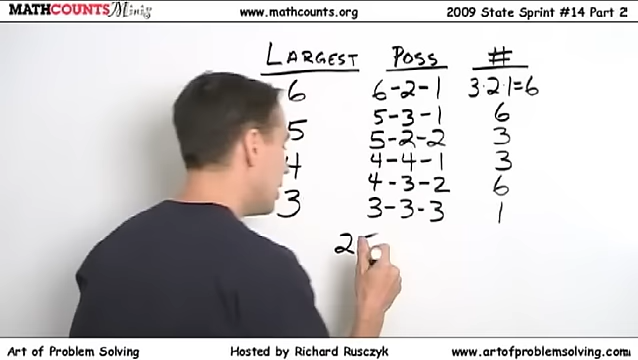 MATHCOUNTS Minis www.mathcounts.org 2009 State Sprint #14 Part 2
LARGEST POSS #
6 6-2-1 3·2·1=6
5-3-1 6
5 5-2-2 3
4 4-4-1 3
4-3-2 6
3 3-3-3 1
25
Art of Problem Solving Hosted by Richard Rusczyk www.artofproblemsolving.com